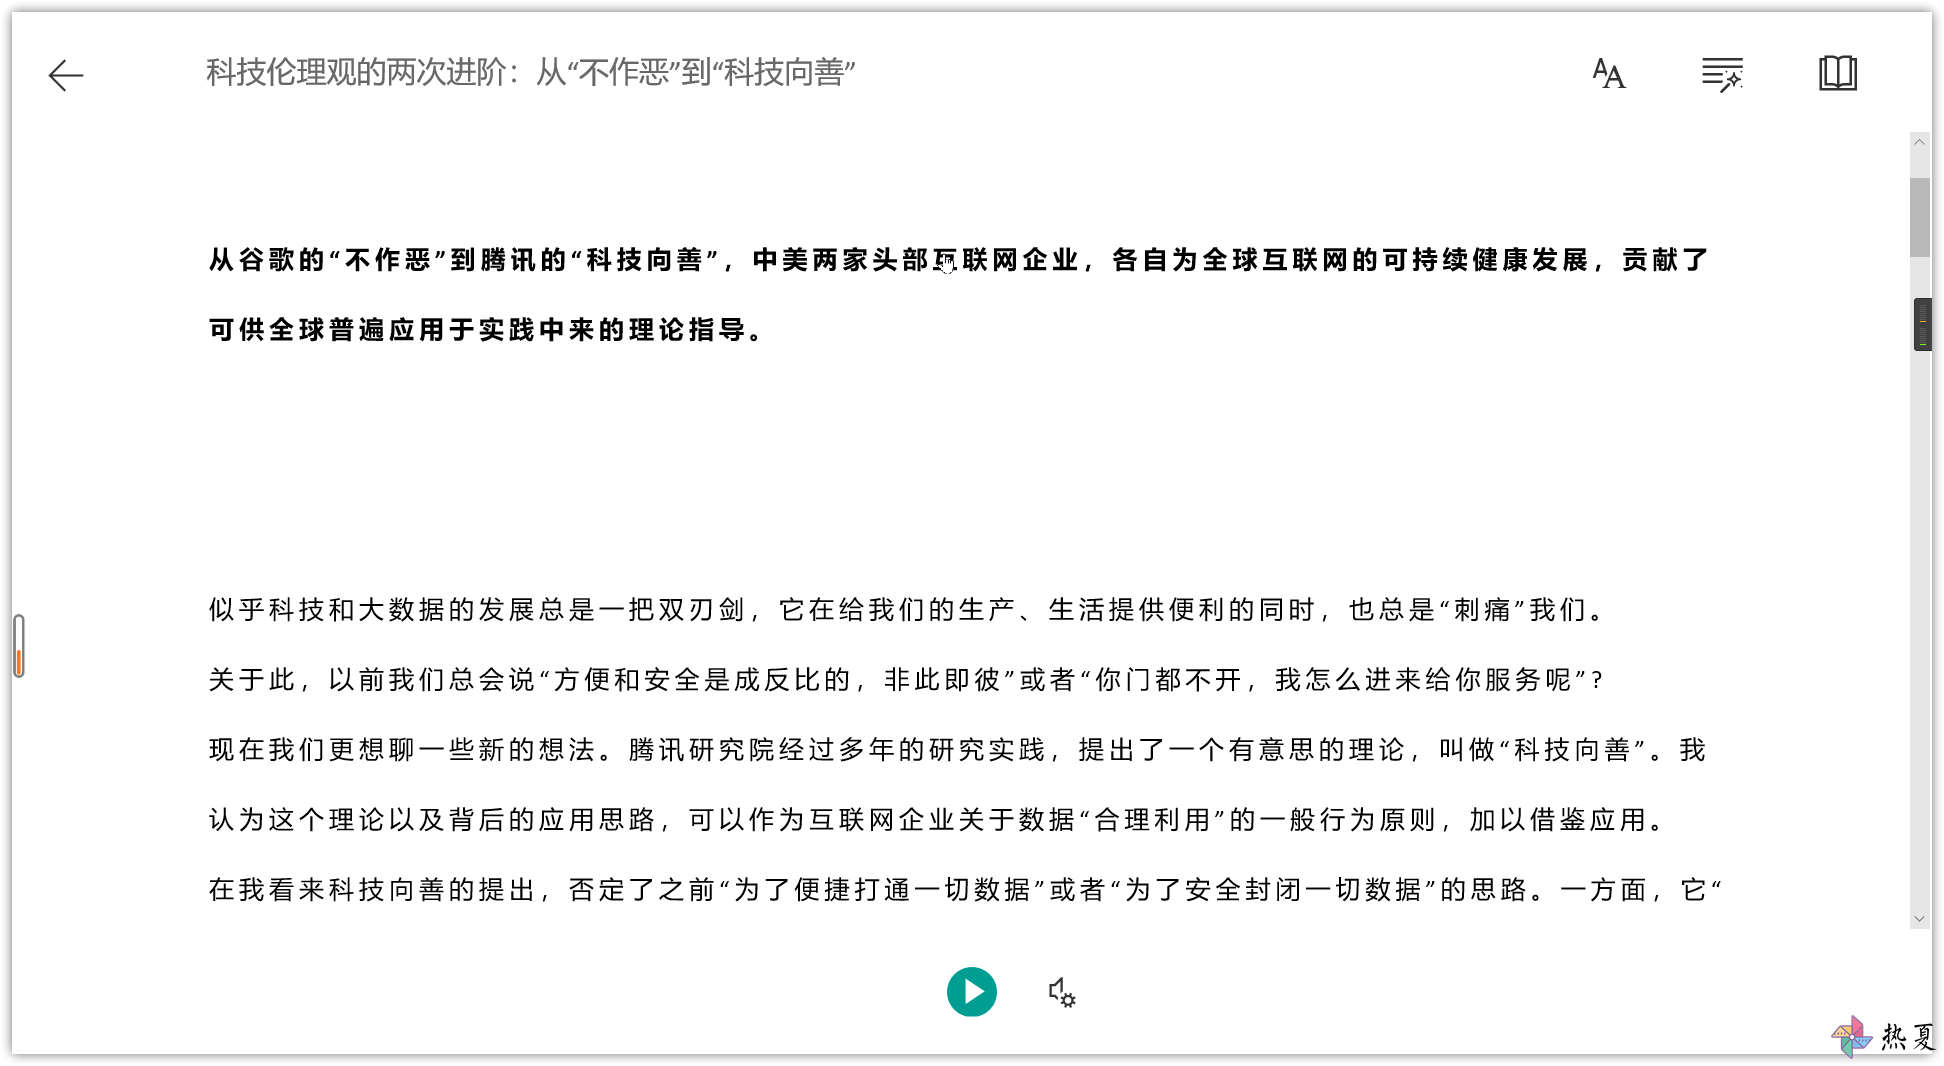 科技伦理观的两次进阶：从“不作恶”到“科技向善”
从谷歌的“不作恶”到腾讯的“科技向善”，中美两家头部互联网企业，各自为全球互联网的可持续健康发展，贡献了
可供全球普遍应用于实践中来的理论指导。
似乎科技和大数据的发展总是一把双刃剑，它在给我们的生产、生活提供便利的同时，也总是“刺痛”我们。
关于此，以前我们总会说“方便和安全是成反比的，非此即彼”或者“你门都不开，我怎么进来给你服务呢”？
现在我们更想聊一些新的想法。腾讯研究院经过多年的研究实践，提出了一个有意思的理论，叫做“科技向善”。我
认为这个理论以及背后的应用思路，可以作为互联网企业关于数据“合理利用”的一般行为原则，加以借鉴应用。
在我看来科技向善的提出，否定了之前“为了便捷打通一切数据”或者“为了安全封闭一切数据”的思路。一方面，它“
热夏